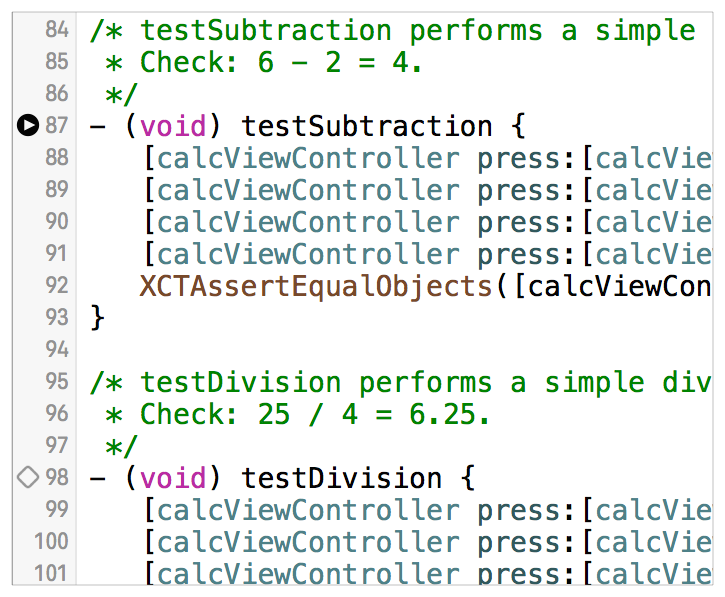 84 /* testSubtraction performs a simple
85 * Check: 6 - 2 = 4.
86 */
87 - (void) testSubtraction {
88 [calcViewController press:[calcVie
89 [calcViewController press:[calcVie
90 [calcViewController press:[calcVie
91 [calcViewController press:[calcVie
92 XCTAssertEqualObjects([calcViewCon
93 }
94
95 /* testDivision performs a simple div
96 * Check: 25 / 4 = 6.25.
97 */
98 - (void) testDivision {
99 [calcViewController press:[calcVie
100 [calcViewController press:[calcVie
101 [calcViewController press:[calcVie